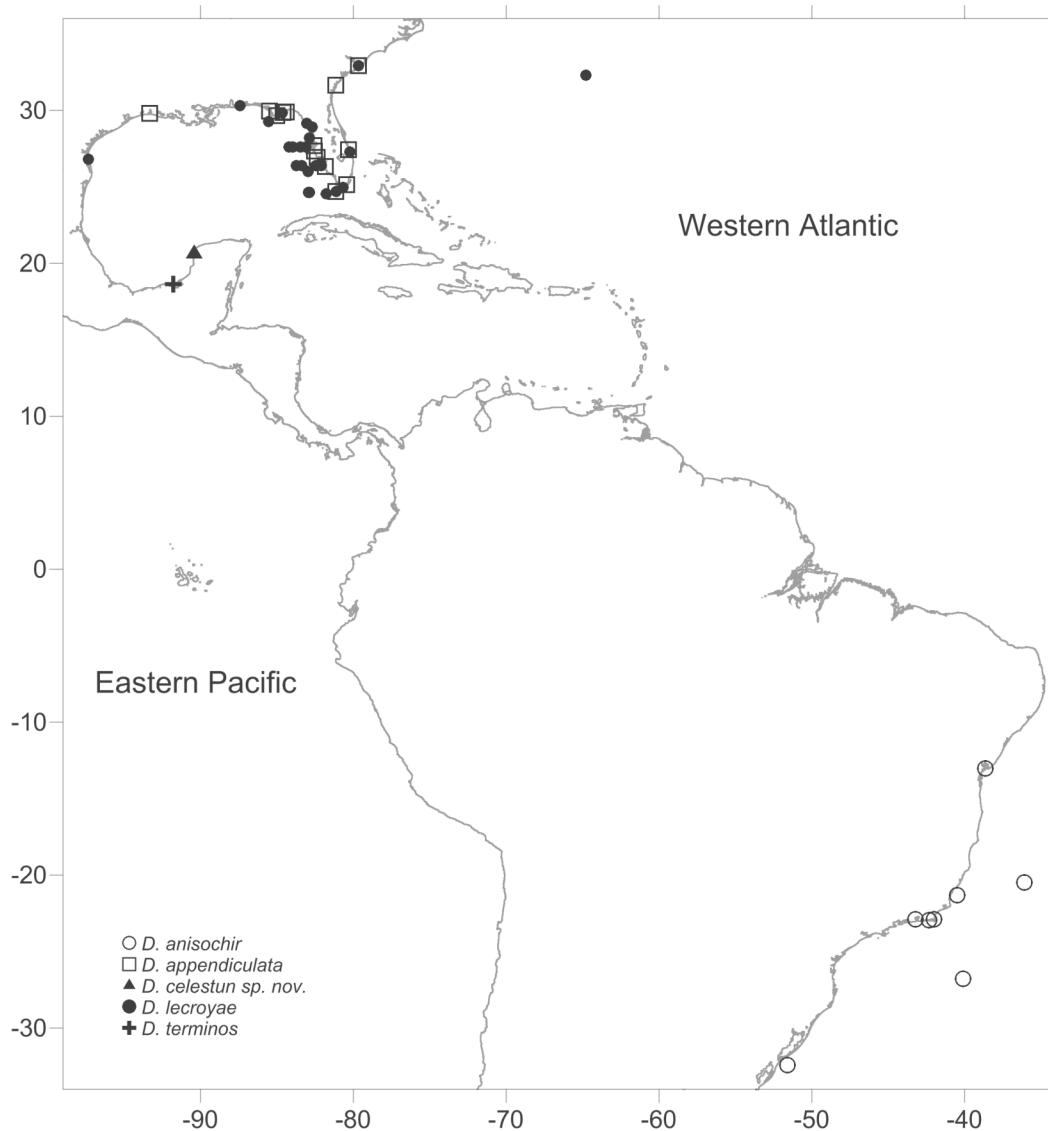 30
Western Atlantic
20
10
0
Eastern Pacific
-10
-20
D. anisochir
D. appendiculata
D. celestun sp. nov.
D. lecroyae
D. terminos
-30
-90 -80 -70 -60 -50 -40